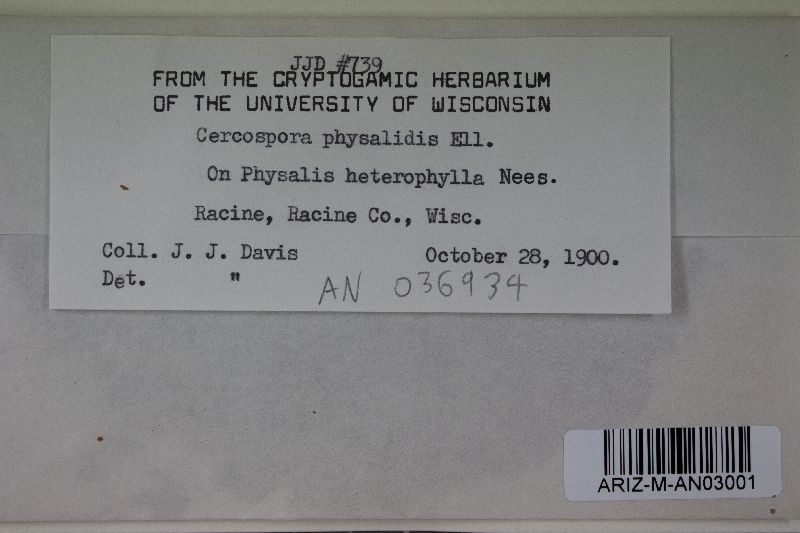 JJD #739
FROM THE CRYPTOGAMIC HERBARIUM
OF THE UNIVERSITY OF WISCONSIN
Cercospora physalidis Ell.
On Physalis heterophylla Nees.
Racine, Racine Co., Wisc.
Coll. J. J. Davis October 28, 1900.
Det. "
AN 036934
ARIZ-M-AN03001